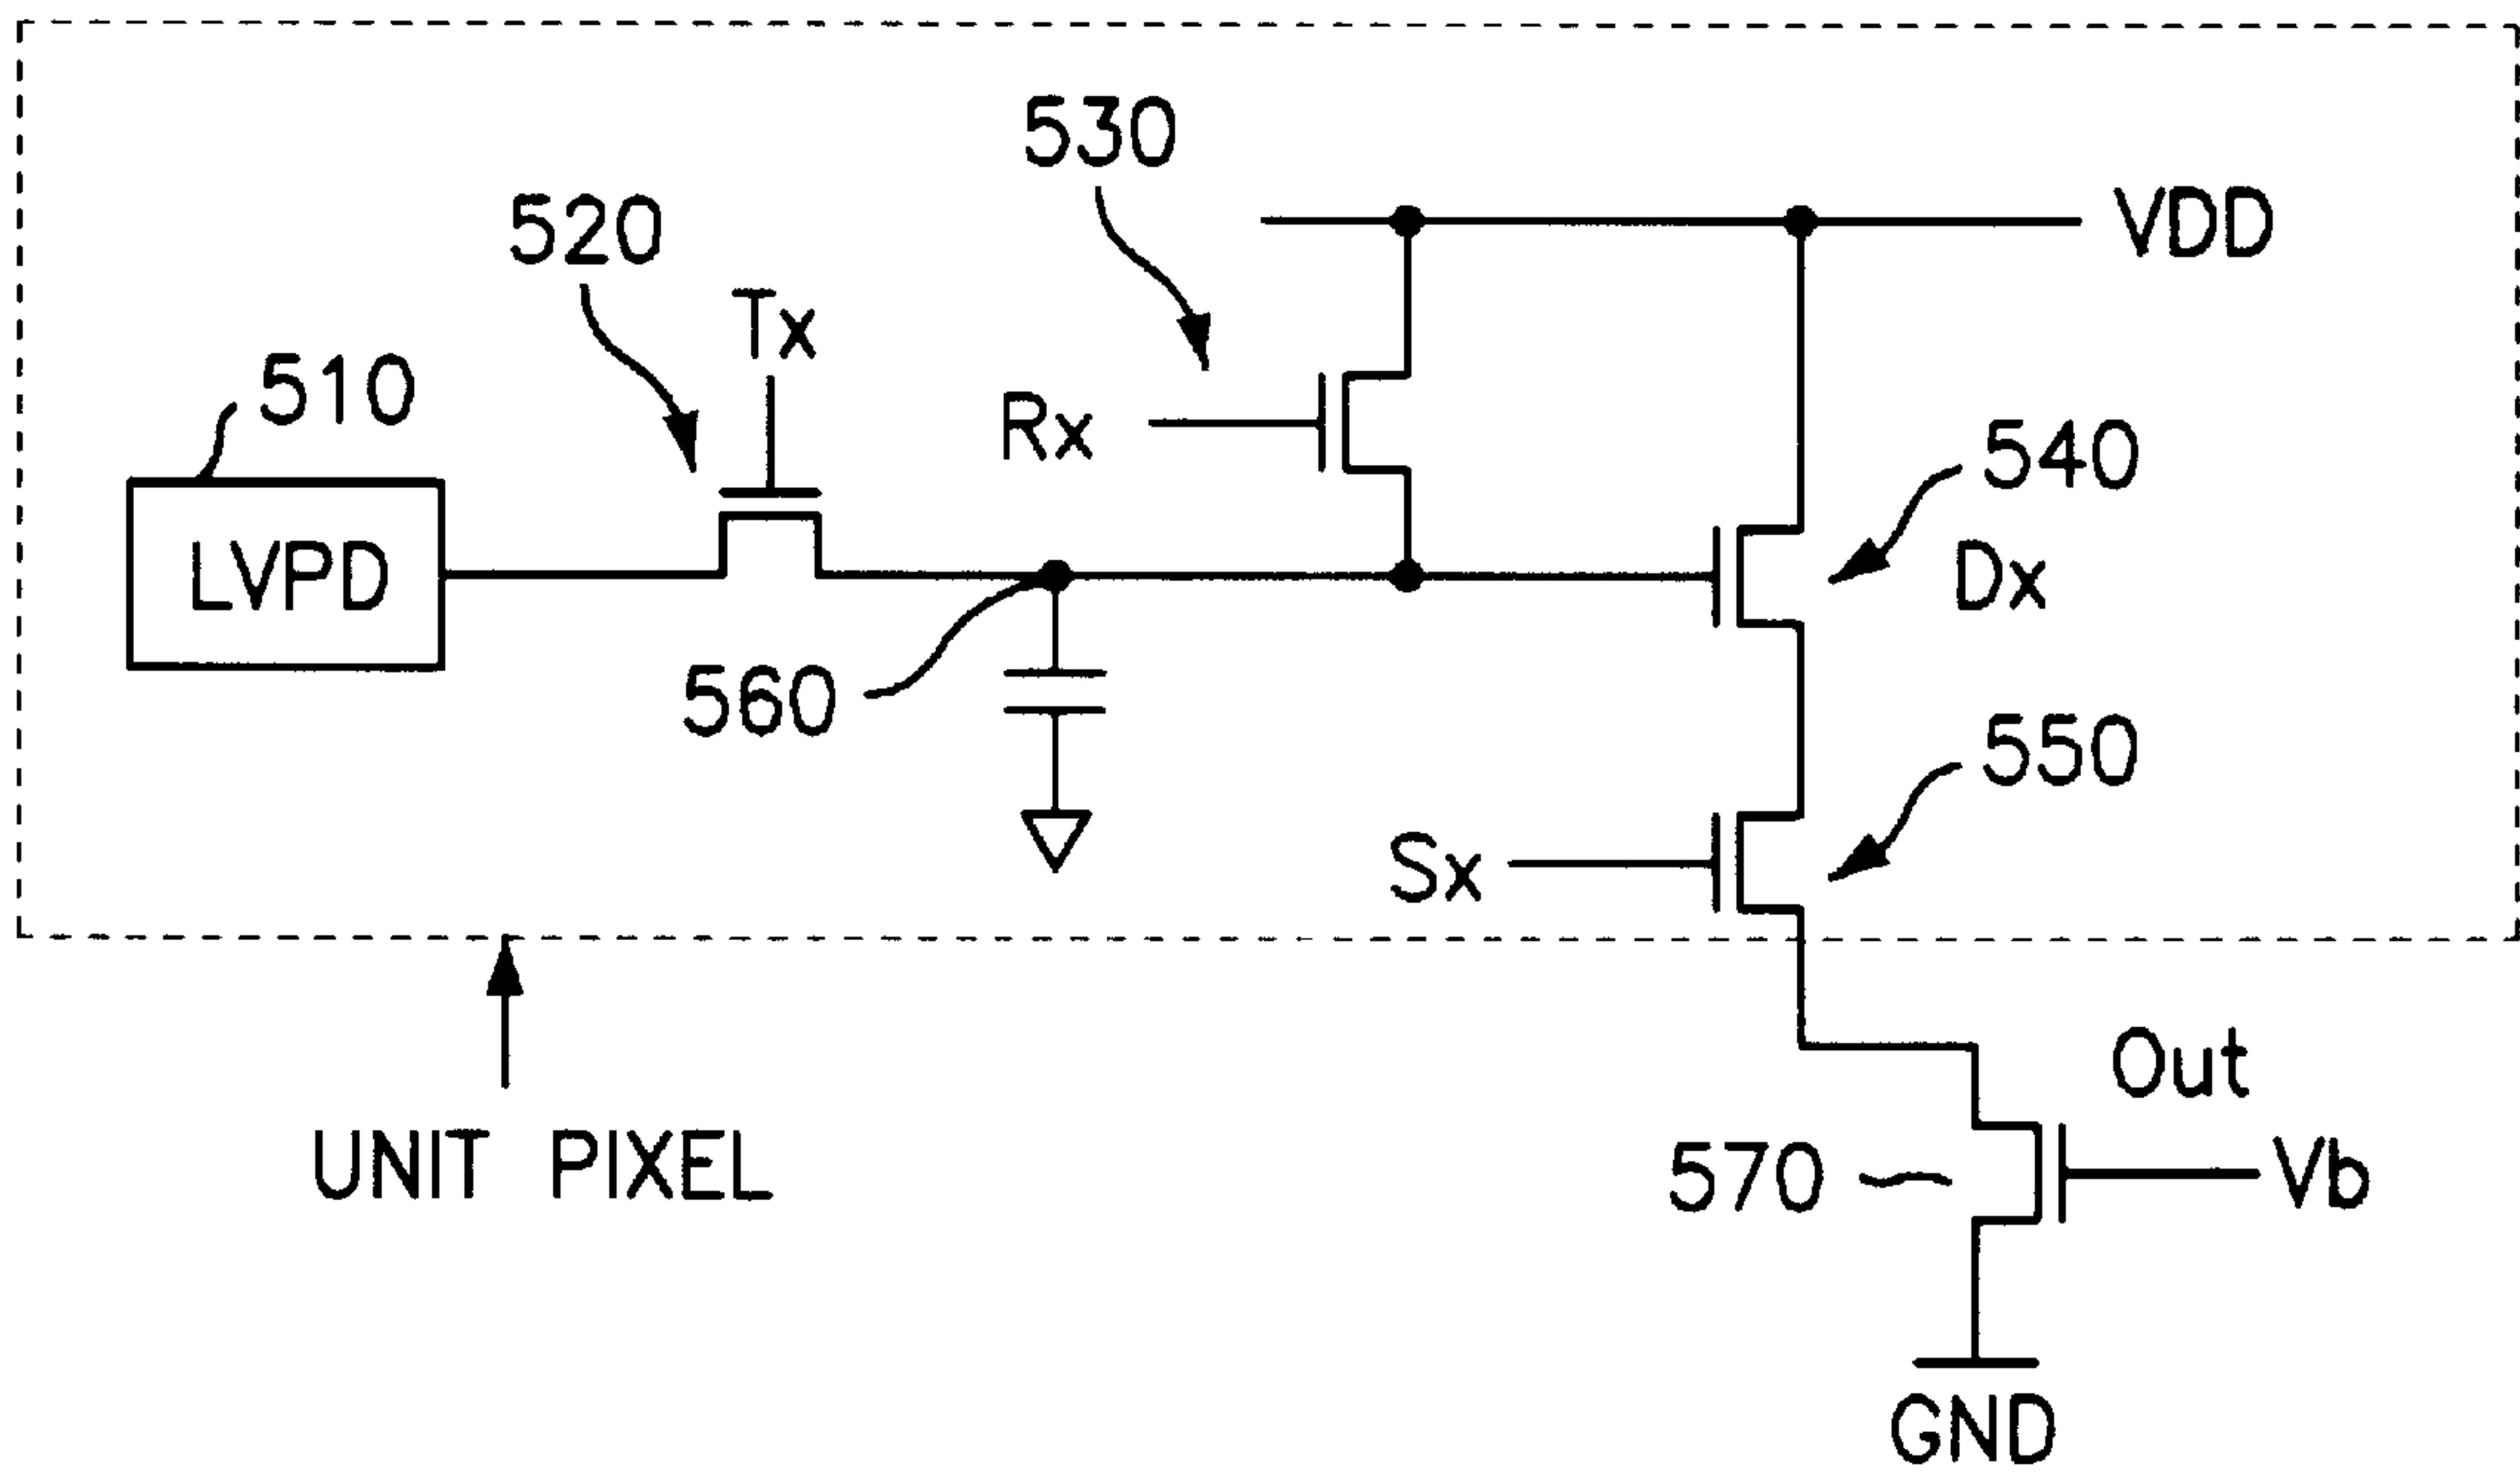 530
VDD
520
Tx
510
Rx
540
LVPD
Dx
560
550
Sx
Out
UNIT PIXEL
570
Vb
GND